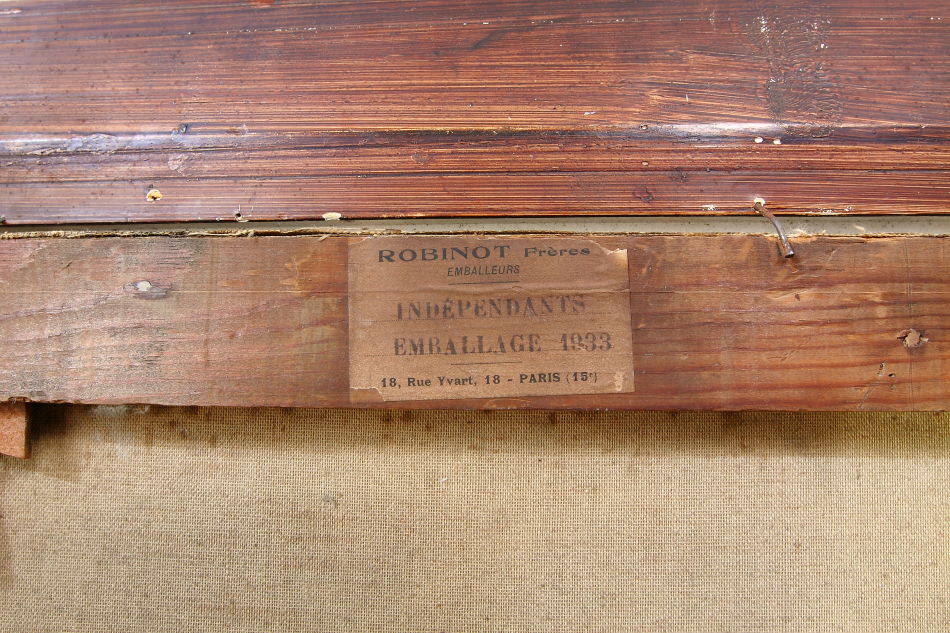 ROBINOT Frères
EMBALLEURS
INDÉPENDANTS
EMBALLAGE 1933
18, Rue Yvart, 18 - PARIS (15e)